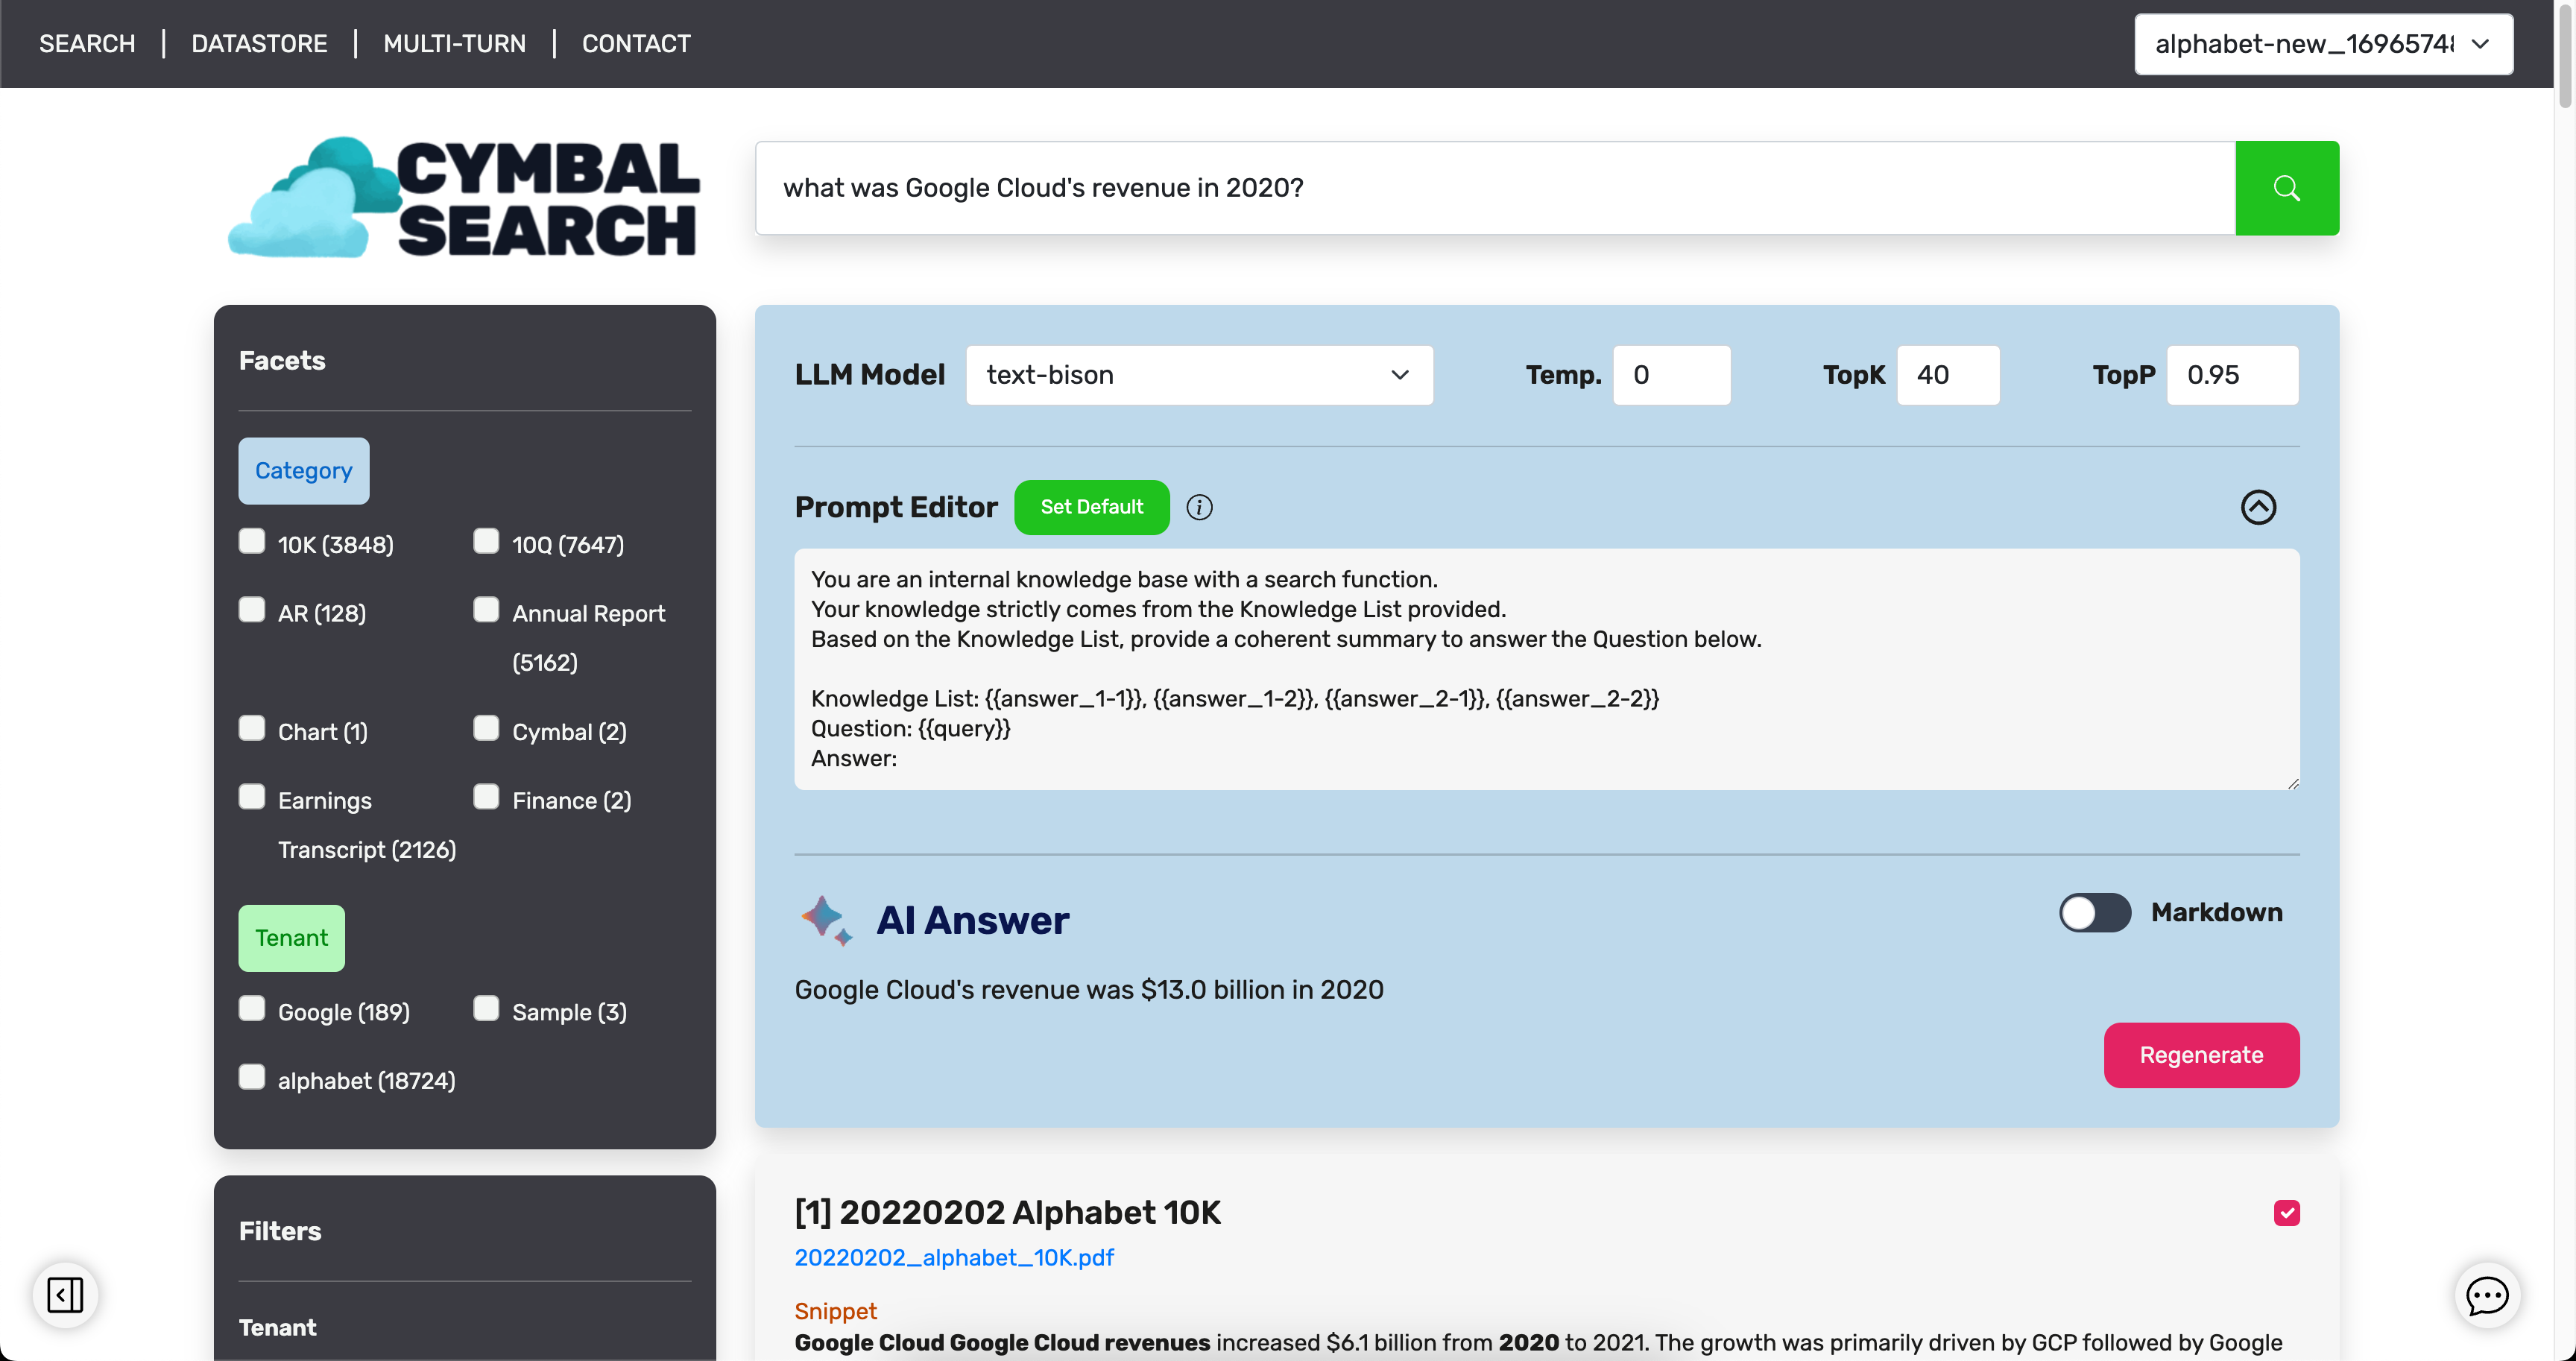 SEARCH | DATASTORE | MULTI-TURN | CONTACT
alphabet-new_1696574
CYMBAL
SEARCH
what was Google Cloud's revenue in 2020?
Facets
Category
10K (3848)
10Q (7647)
AR (128)
Annual Report
(5162)
Chart (1)
Cymbal (2)
Earnings
Transcript (2126)
Finance (2)
Tenant
Google (189)
Sample (3)
alphabet (18724)
Filters
Tenant
LLM Model text-bison Temp. 0 TopK 40 TopP 0.95
Prompt Editor Set Default
You are an internal knowledge base with a search function.
Your knowledge strictly comes from the Knowledge List provided.
Based on the Knowledge List, provide a coherent summary to answer the Question below.
Knowledge List: {{answer_1-1}}, {{answer_1-2}}, {{answer_2-1}}, {{answer_2-2}}
Question: {{query}}
Answer:
AI Answer
Markdown
Google Cloud's revenue was $13.0 billion in 2020
Regenerate
[1] 20220202 Alphabet 10K
20220202_alphabet_10K.pdf
Snippet
Google Cloud Google Cloud revenues increased $6.1 billion from 2020 to 2021. The growth was primarily driven by GCP followed by Google